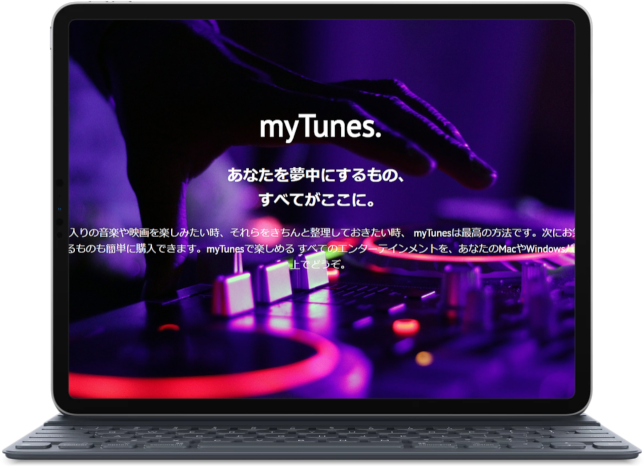 myTunes.
あなたを夢中にするもの、
すべてがここに。
入りの音楽や映画を楽しみたい時、それらをきちんと整理しておきたい時、 myTunesは最高の方法です。次にお
るものも簡単に購入できます。myTunesで楽しめる すべてのエンターテインメントを、あなたのMacやWindows
上でどうぞ。